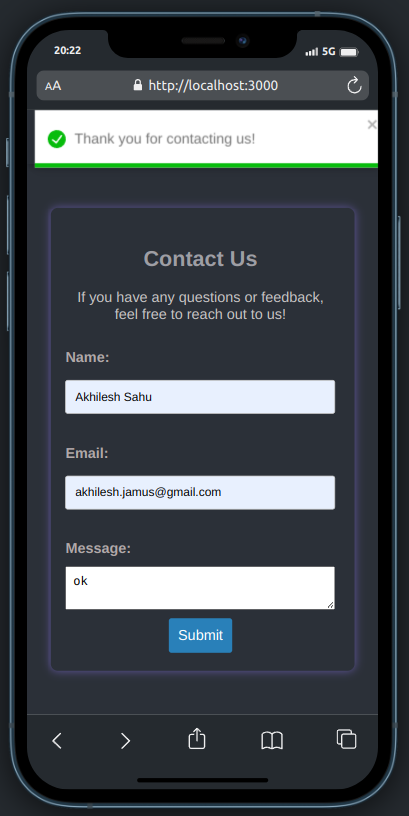 20:22
5G
AA
http://localhost:3000
Thank you for contacting us!
Contact Us
If you have any questions or feedback,
feel free to reach out to us!
Name:
Akhilesh Sahu
Email:
akhilesh.jamus@gmail.com
Message:
ok
Submit